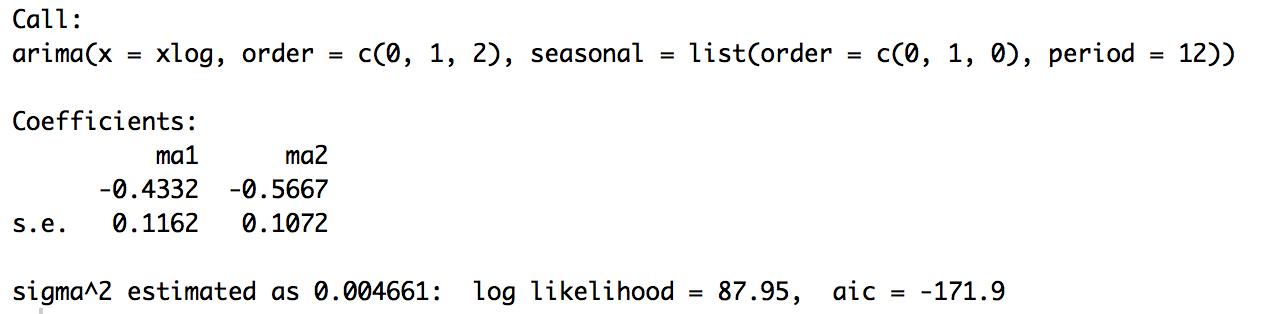 Call:
arima(x = xlog, order = c(0, 1, 2), seasonal = list(order = c(0, 1, 0), period = 12))
Coefficients:
ma1 ma2
-0.4332 -0.5667
s.e. 0.1162 0.1072
sigma^2 estimated as 0.004661: log likelihood = 87.95, aic = -171.9